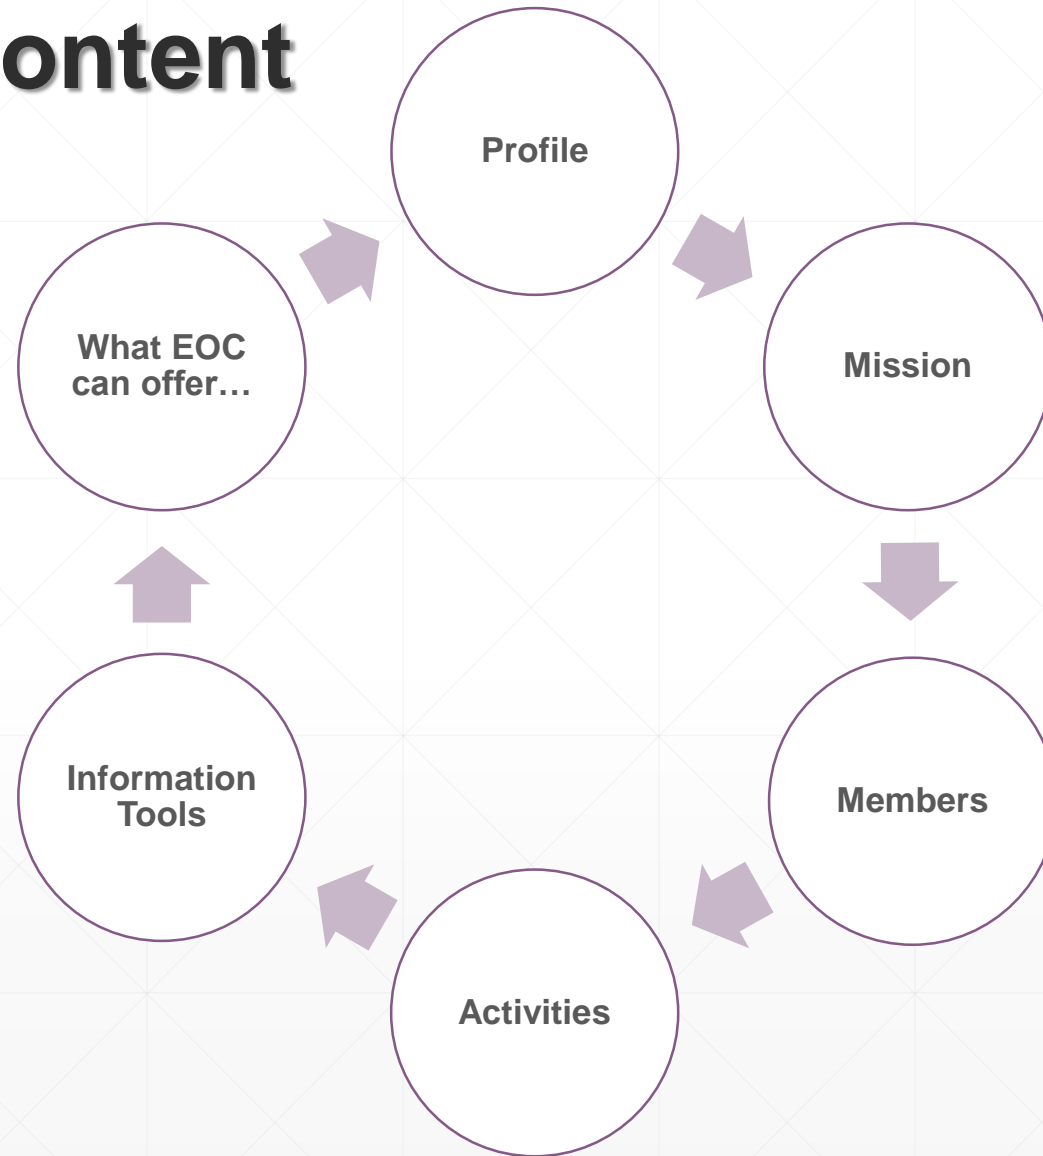 ontent
Profile
Mission
Members
Activities
Information
Tools
What EOC
can offer…